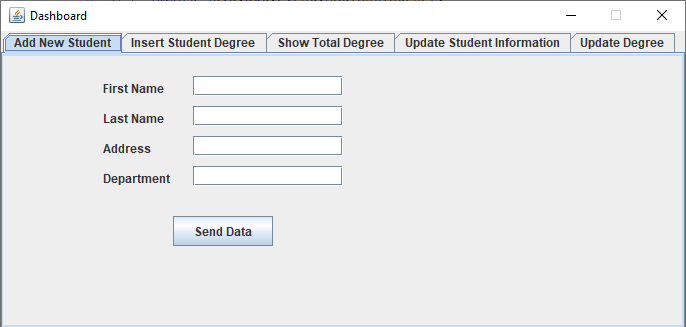 Dashboard
Add New Student Insert Student Degree Show Total Degree Update Student Information Update Degree
First Name
Last Name
Address
Department
Send Data